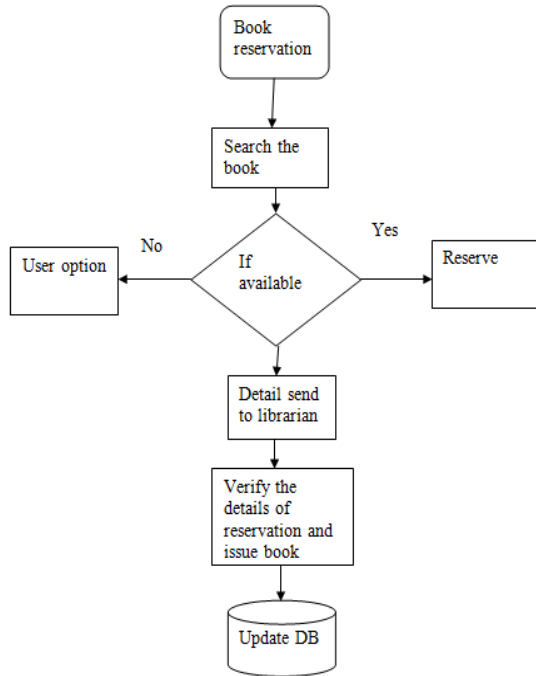 Book
reservation
Search the
book
No
Yes
User option
If
available
Reserve
Detail send
to librarian
Verify the
details of
reservation and
issue book
Update DB